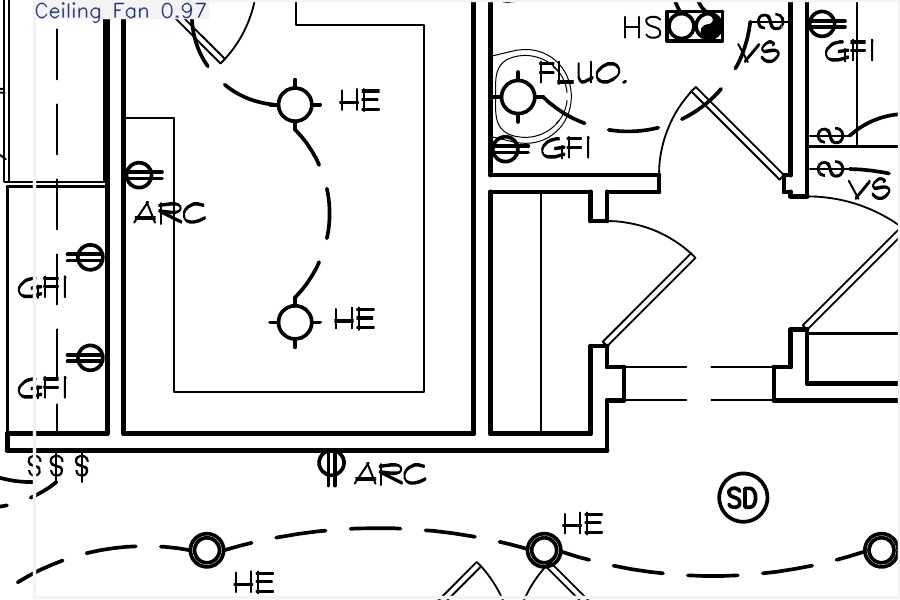 Ceiling Fan 0.97
HS
VS
GFI
FLUO.
HE
GFI
VS
ARC
GFI
HE
GFI
$ $ $
ARC
SD
HE
HE